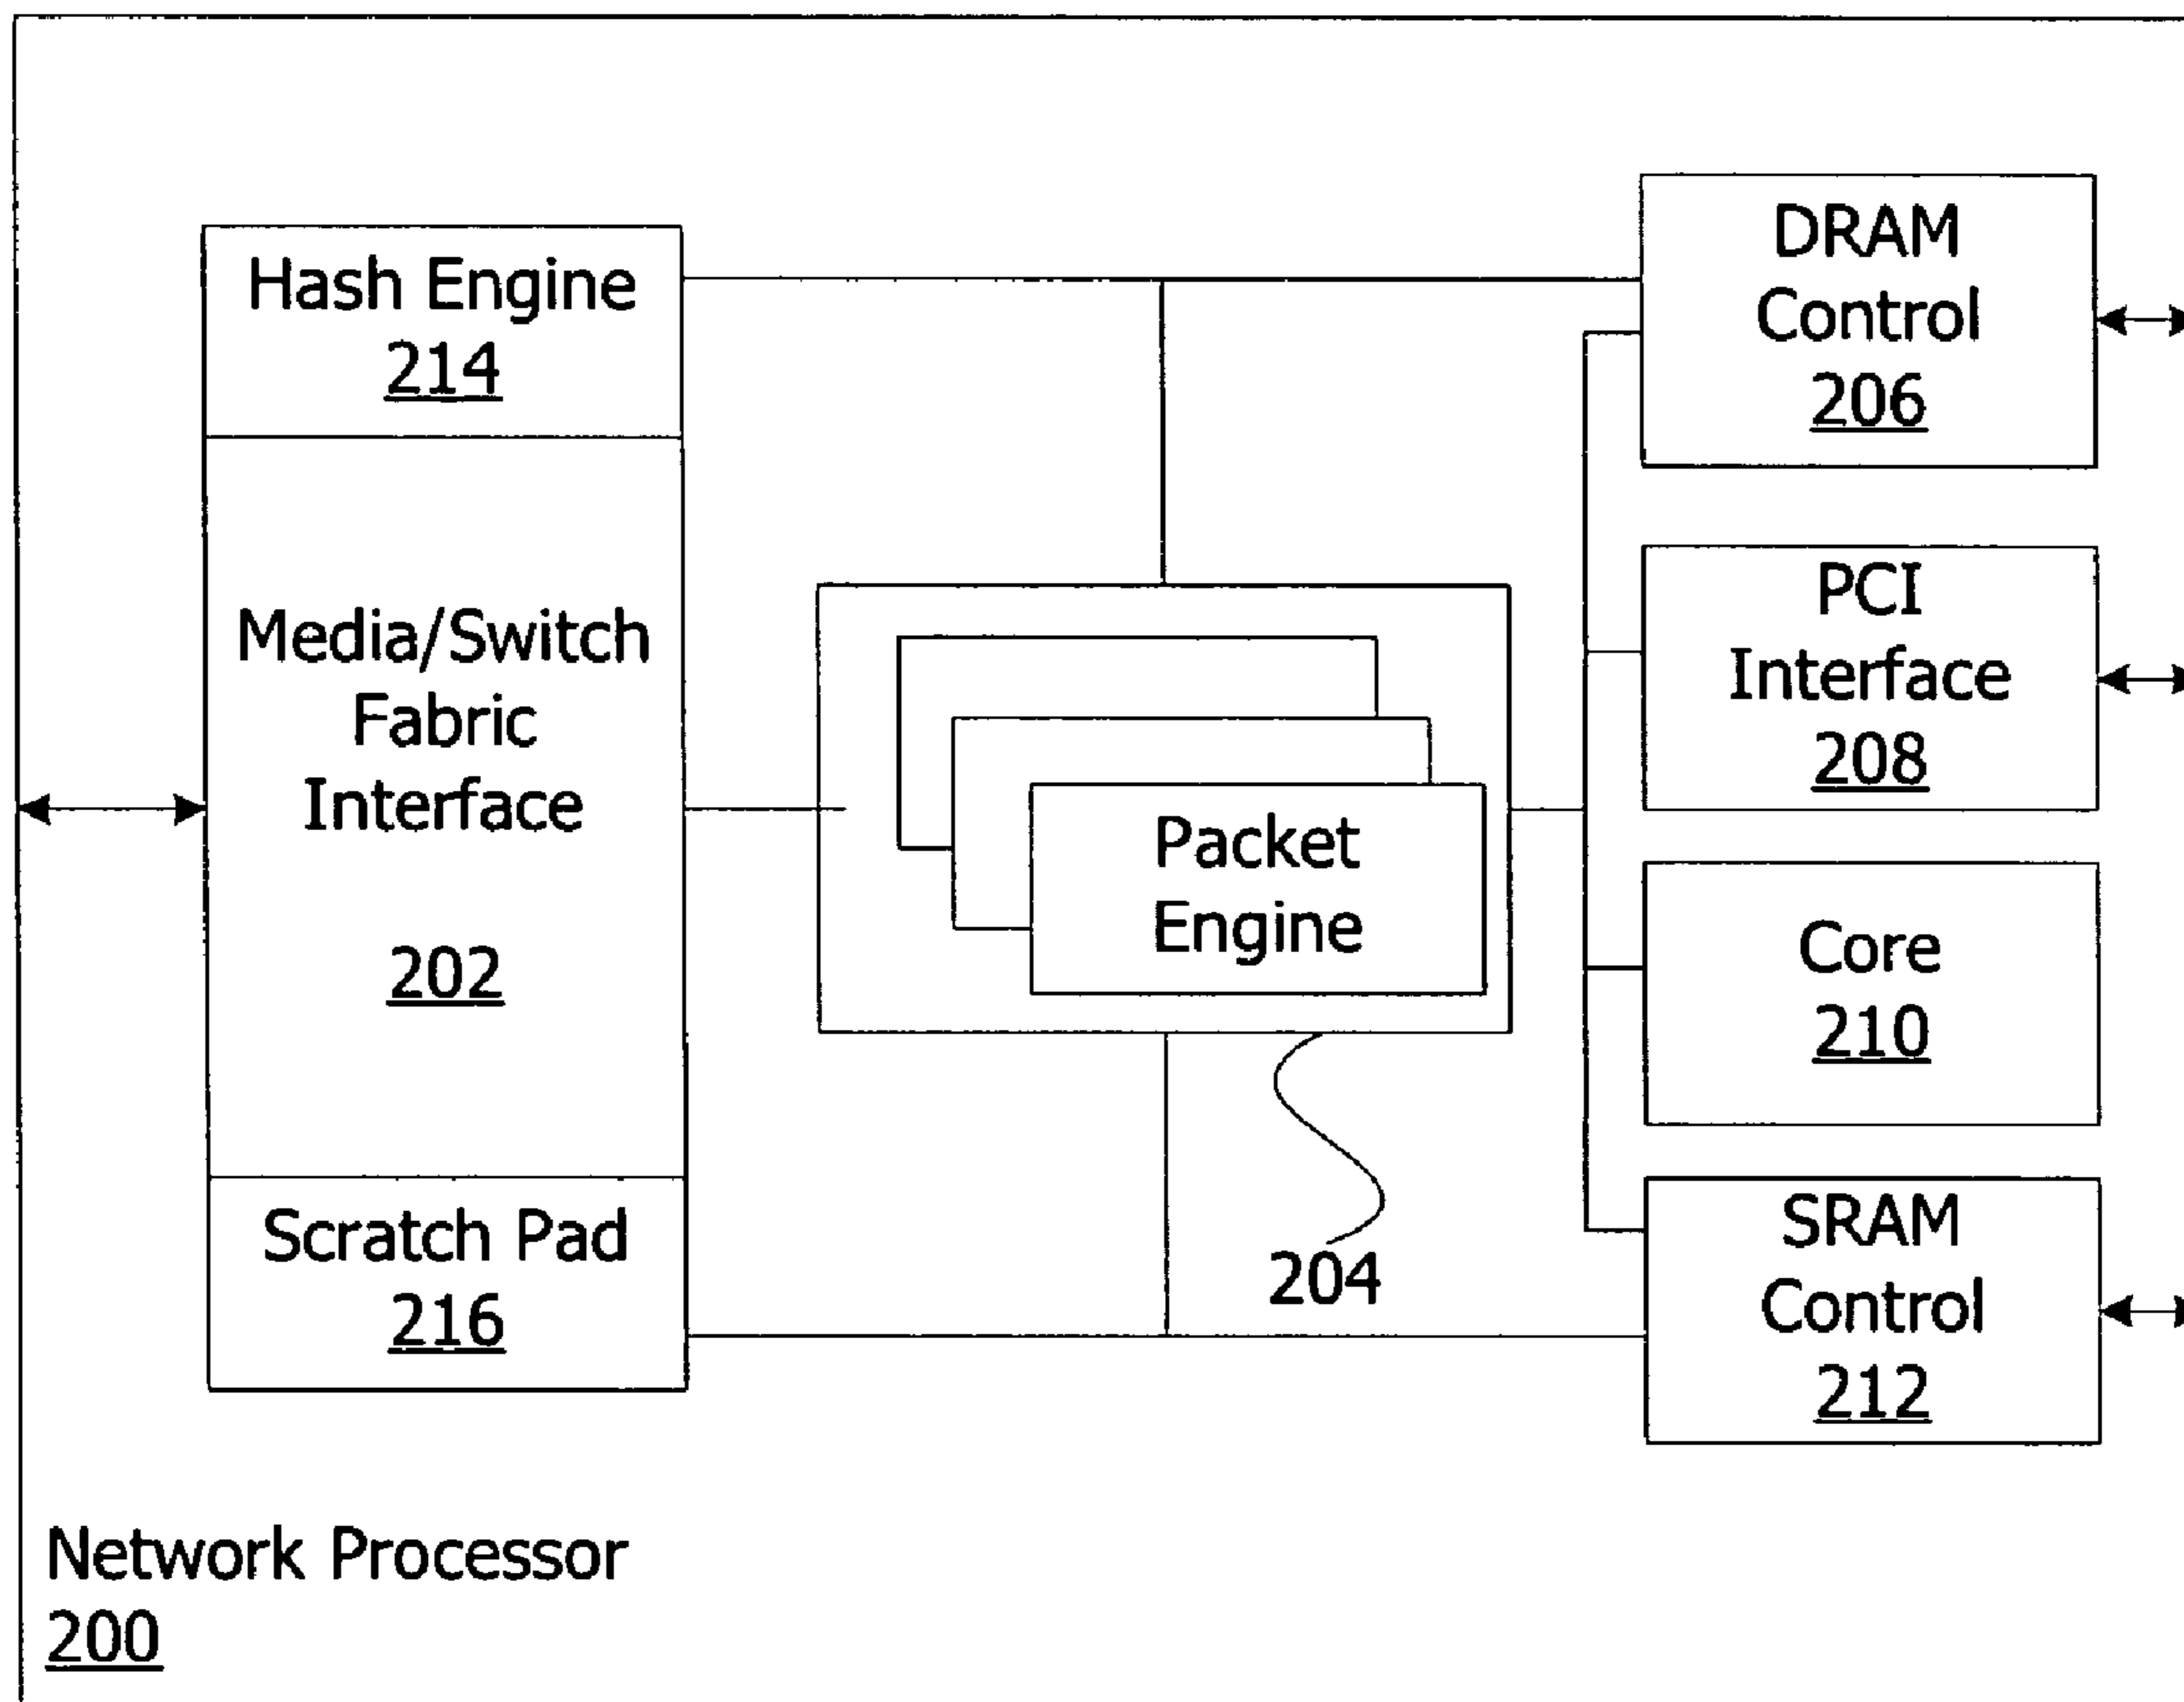 Hash Engine
214
Media/Switch
Fabric
Interface
202
Scratch Pad
216
Packet
Engine
204
DRAM
Control
206
PCI
Interface
208
Core
210
SRAM
Control
212
Network Processor
200